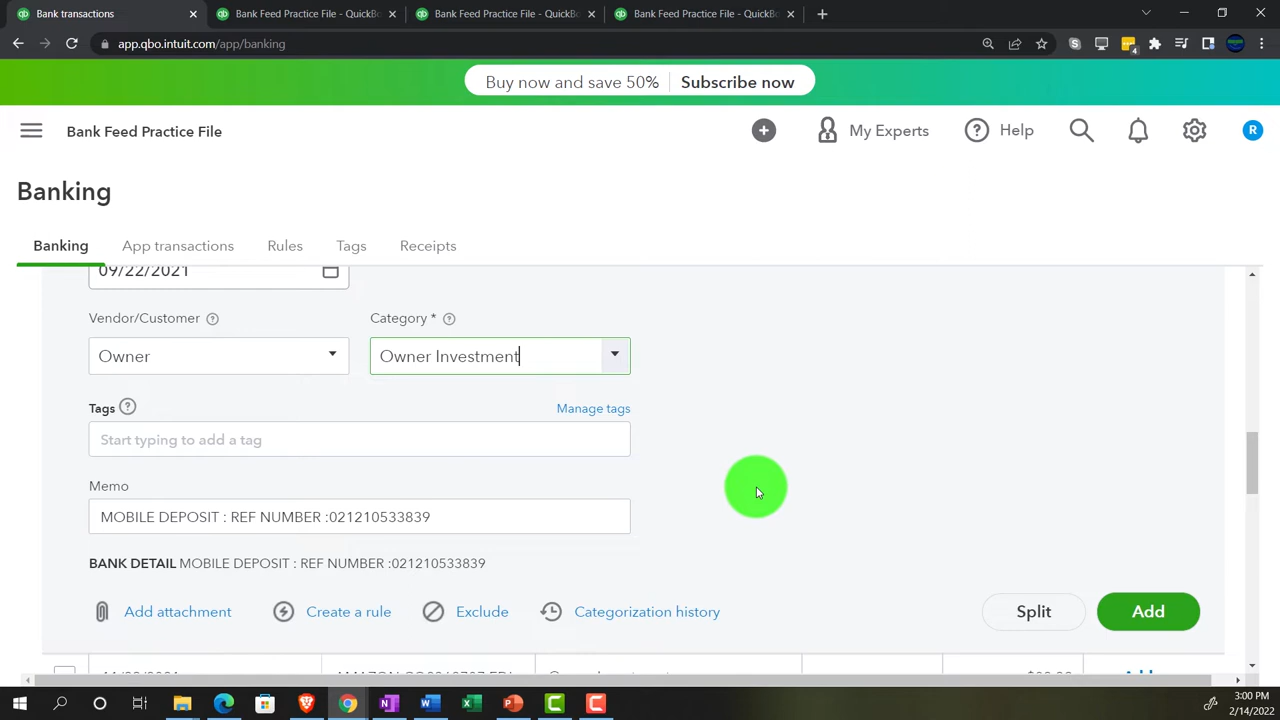 Bank transactions
Bank Feed Practice File - QuickBo
Bank Feed Practice File - QuickBo
Bank Feed Practice File - QuickBo
app.qbo.intuit.com/app/banking
4
Buy now and save 50%
Subscribe now
Bank Feed Practice File
My Experts
Help
R
Banking
Banking
App transactions
Rules
Tags
Receipts
09/22/2021
Vendor/Customer
Category *
Owner
Owner Investment
Tags
Manage tags
Start typing to add a tag
Memo
MOBILE DEPOSIT : REF NUMBER :021210533839
BANK DETAIL MOBILE DEPOSIT : REF NUMBER :021210533839
Add attachment
Create a rule
Exclude
Categorization history
Split
Add
3:00 PM
2/14/2022